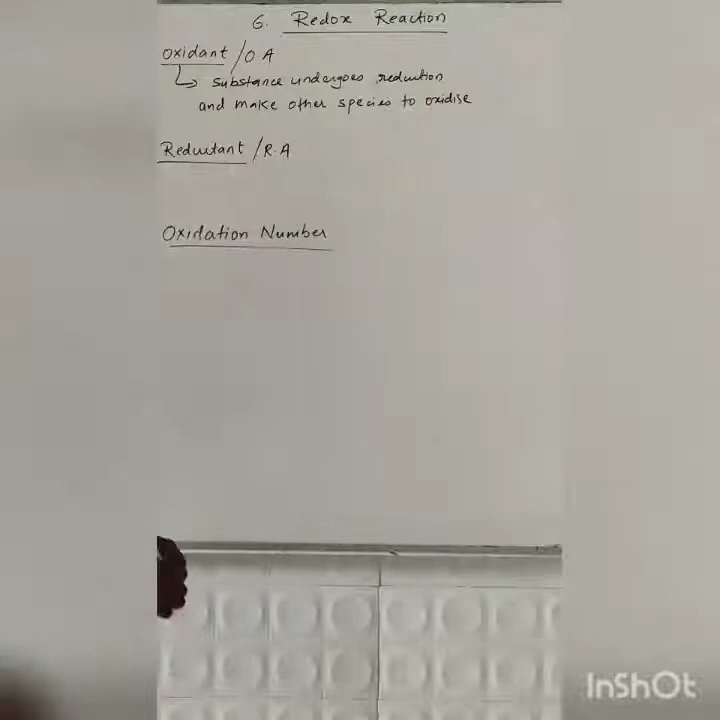 6. Redox Reaction
Oxidant / O A
↳ substance undergoes reduction
and make other species to oxidise
Reductant / R.A
Oxidation Number
InShOt